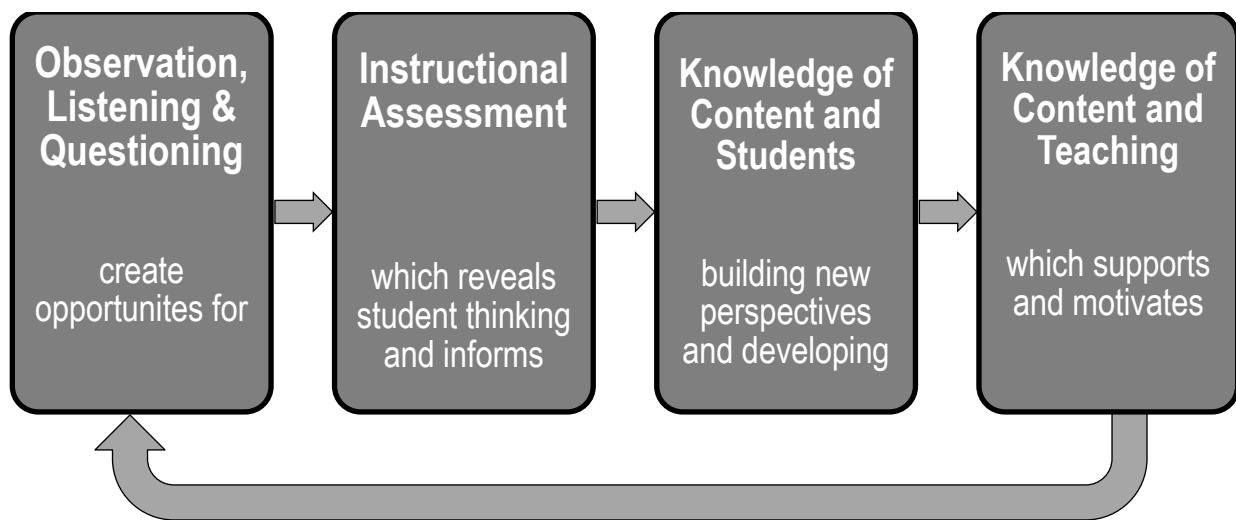 Observation,
Listening &
Questioning
create
opportunites for
Instructional
Assessment
which reveals
student thinking
and informs
Knowledge of
Content and
Students
building new
perspectives
and developing
Knowledge of
Content and
Teaching
which supports
and motivates